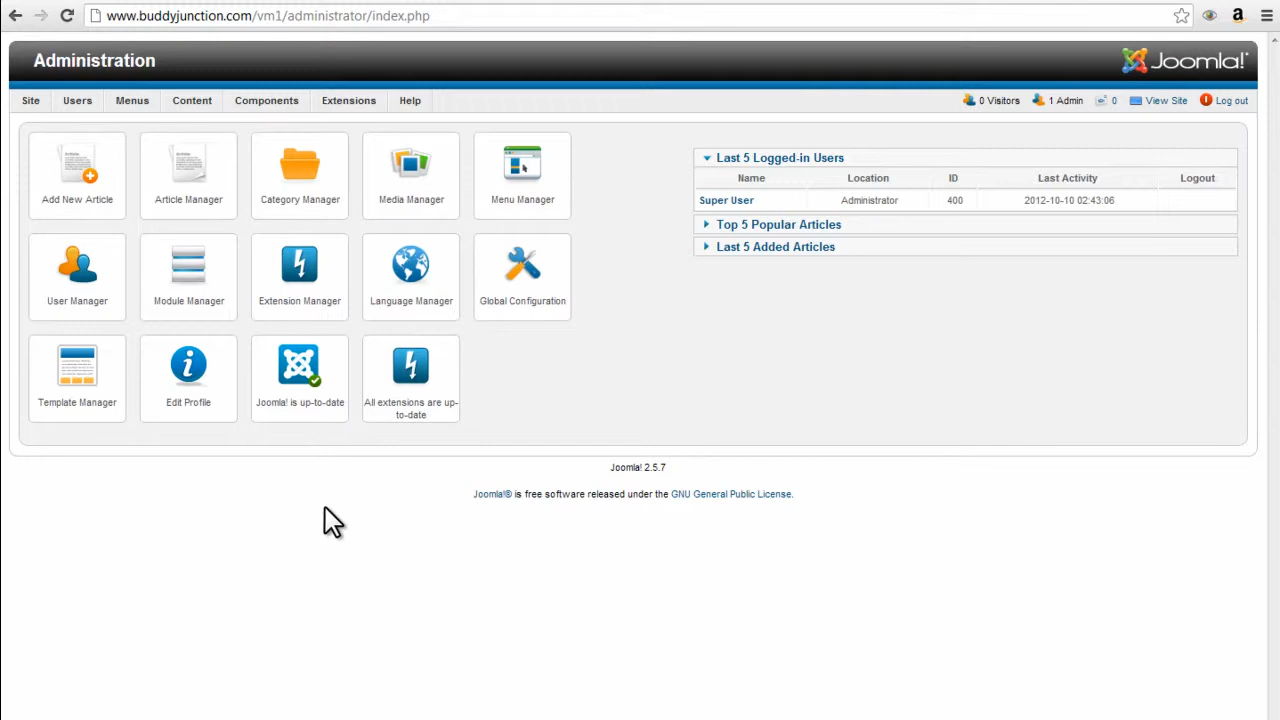 www.buddyjunction.com/vm1/administrator/index.php
Administration
Joomla!®
Site Users Menus Content Components Extensions Help
0 Visitors 1 Admin 0 View Site Log out
Add New Article Article Manager Category Manager Media Manager Menu Manager
User Manager Module Manager Extension Manager Language Manager Global Configuration
Template Manager Edit Profile Joomla! is up-to-date All extensions are up-
to-date
Last 5 Logged-in Users
Name Location ID Last Activity Logout
Super User Administrator 400 2012-10-10 02:43:06
Top 5 Popular Articles
Last 5 Added Articles
Joomla! 2.5.7
Joomla!® is free software released under the GNU General Public License.